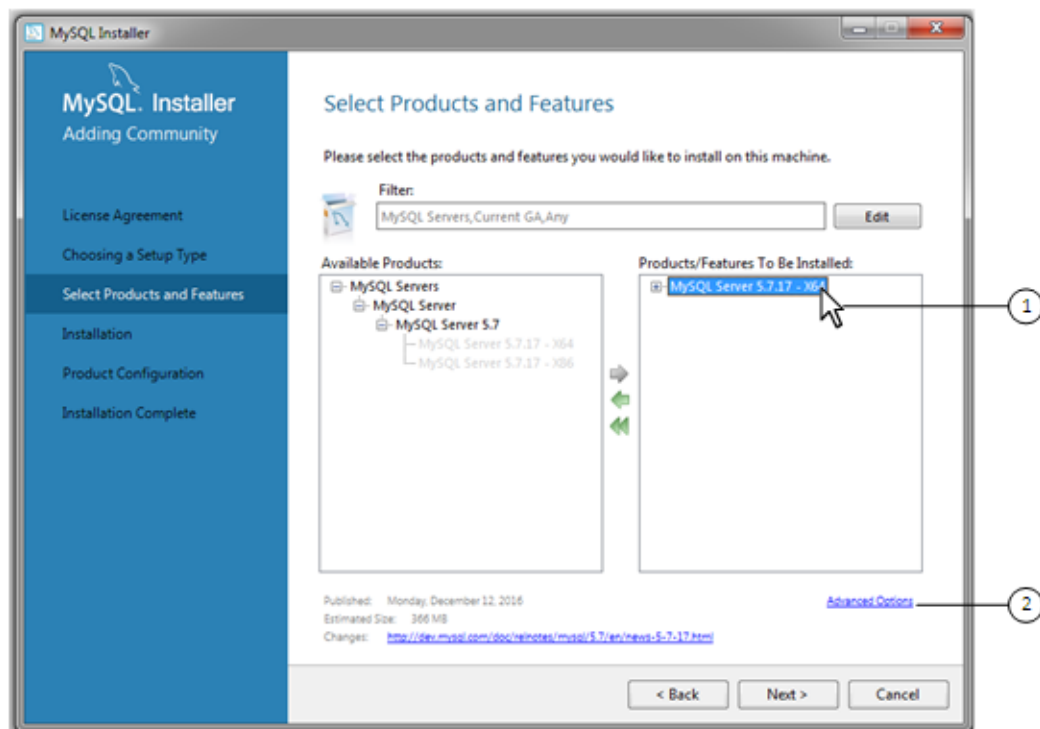 MySQL Installer
MySQL. Installer
Adding Community
License Agreement
Choosing a Setup Type
Select Products and Features
Installation
Product Configuration
Installation Complete
Select Products and Features
Please select the products and features you would like to install on this machine.
Filter:
MySQL Servers,Current GA,Any
Edit
Available Products:
MySQL Servers
MySQL Server
MySQL Server 5.7
MySQL Server 5.7.17 - X64
MySQL Server 5.7.17 - X86
Products/Features To Be Installed:
MySQL Server 5.7.17 - X64
1
Published: Monday, December 12, 2016
Advanced Options
2
Estimated Size: 366 MB
Changes: http://dev.mysql.com/doc/relnotes/mysql/5.7/en/news-5-7-17.html
< Back
Next >
Cancel